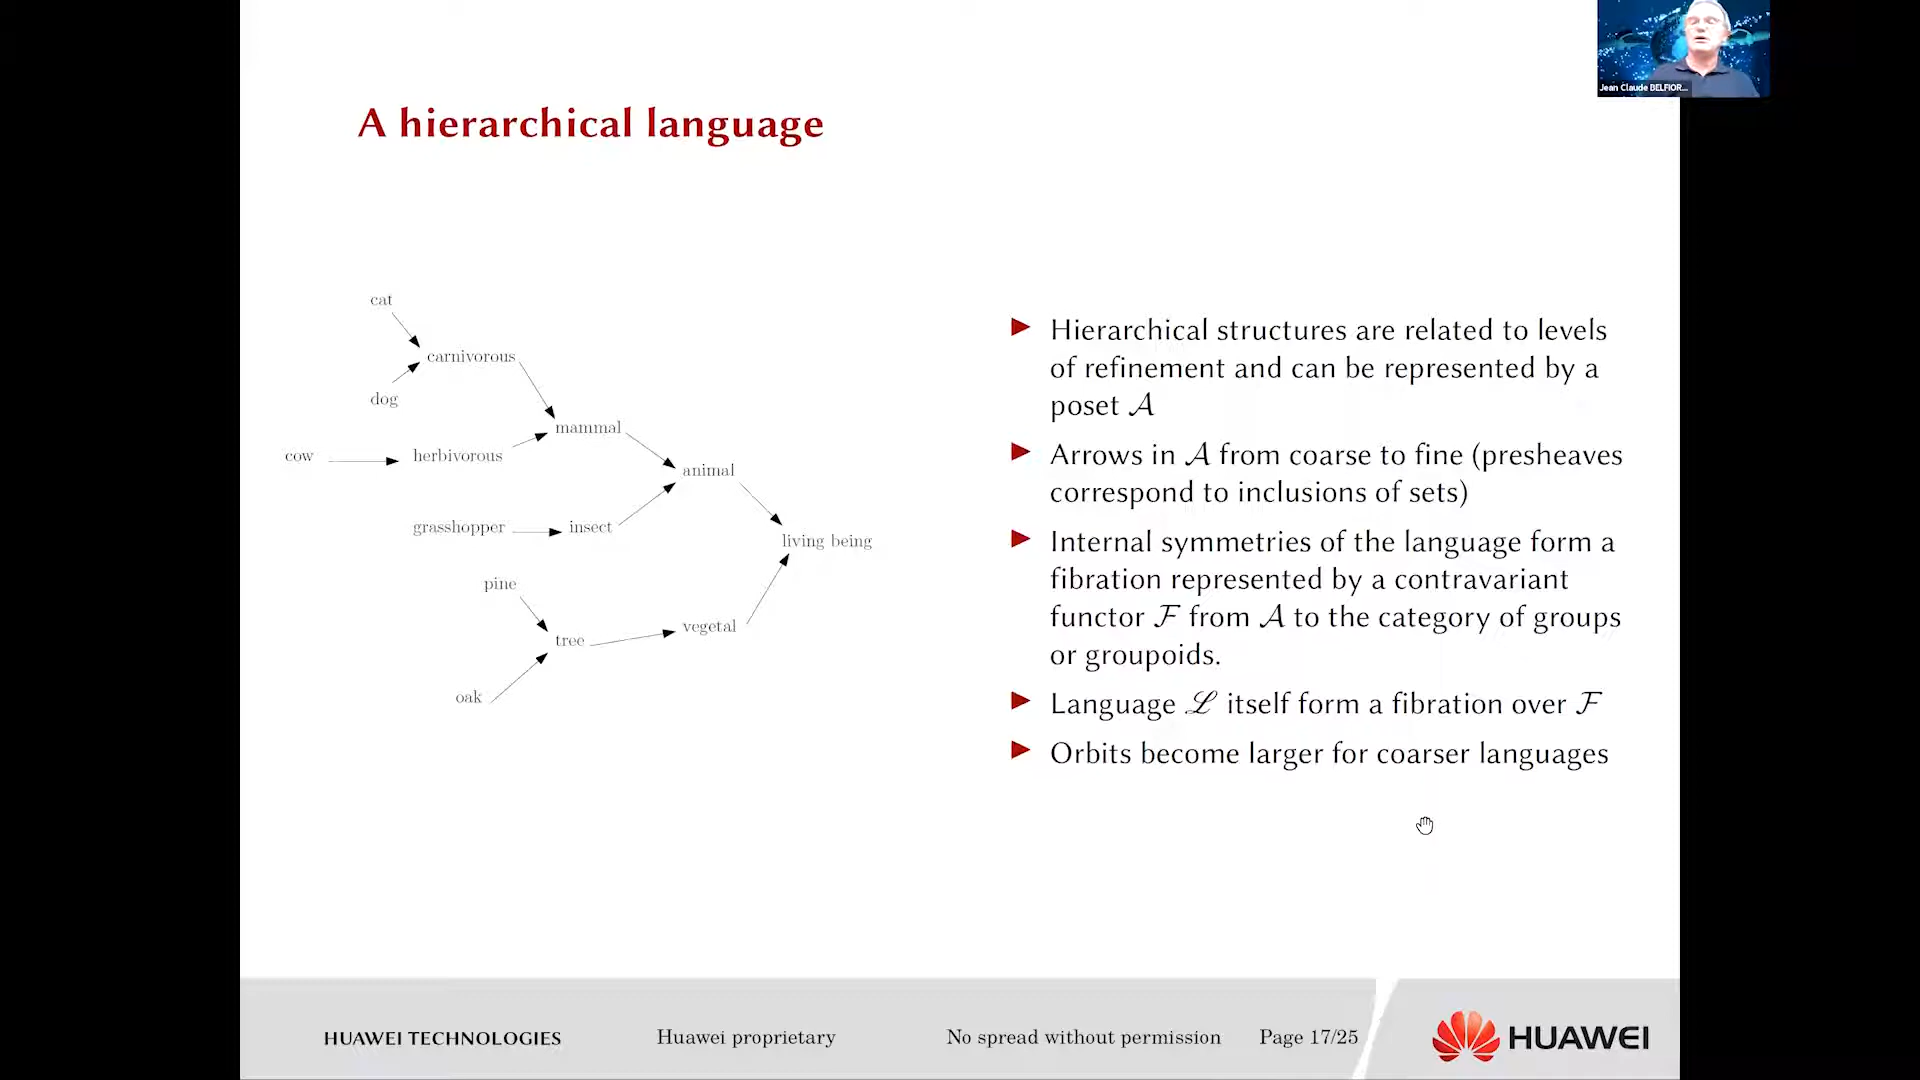 Jean Claude BELFIOR...
A hierarchical language
cat
carnivorous
dog
mammal
cow
herbivorous
animal
grasshopper
insect
living being
pine
vegetal
tree
oak
▶ Hierarchical structures are related to levels
of refinement and can be represented by a
poset 𝒜
▶ Arrows in 𝒜 from coarse to fine (presheaves
correspond to inclusions of sets)
▶ Internal symmetries of the language form a
fibration represented by a contravariant
functor ℱ from 𝒜 to the category of groups
or groupoids.
▶ Language ℒ itself form a fibration over ℱ
▶ Orbits become larger for coarser languages
HUAWEI TECHNOLOGIES
Huawei proprietary
No spread without permission
Page 17/25
HUAWEI